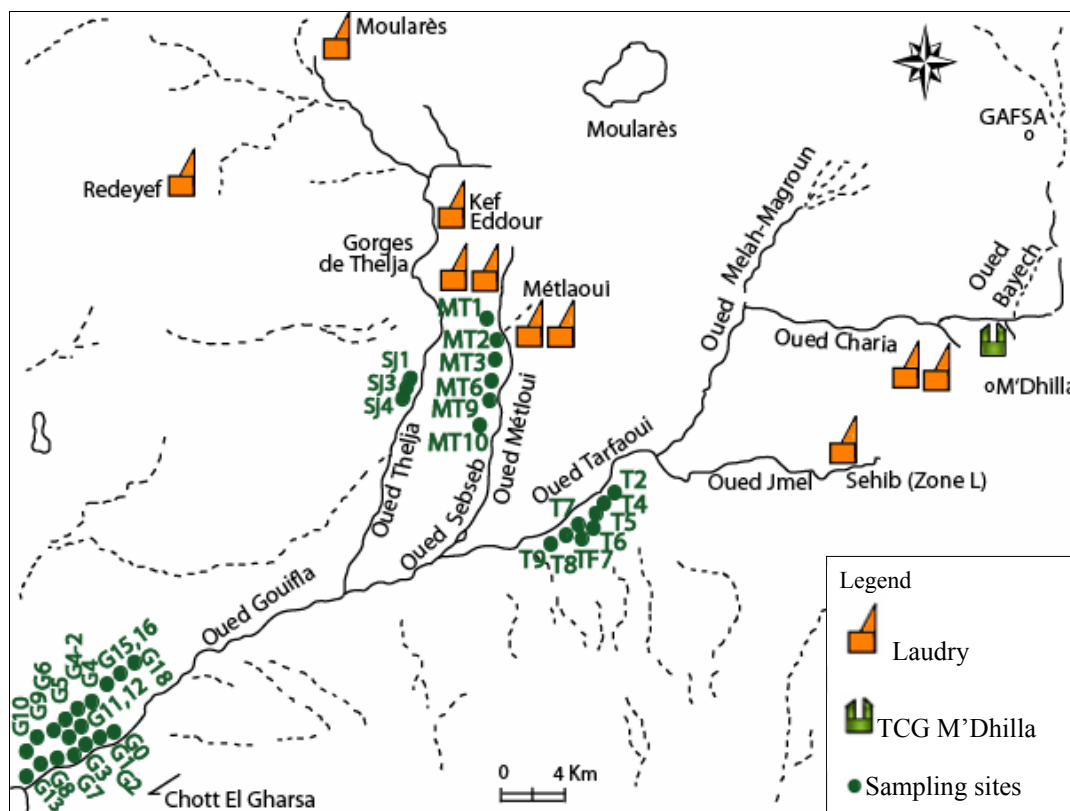 Moularès
Moularès
GAFSA
Redeyef
Kef
Eddour
Gorges
de Thelja
Métlaoui
Oued Melah-Magroun
Oued
Bayech
Oued Charia
M'Dhilla
MT1
MT2
MT3
MT6
MT9
MT10
SJ1
SJ3
SJ4
Oued Thelja
Oued Sebseb
Oued Métloui
Oued Tarfaoui
Oued Jmel
Sehib (Zone L)
T2
T4
T5
T6
T7
TF7
T8
T9
Oued Gouifla
G10
G9
G6
G5
G4-2
G4
G15,16
G18
G11,12
G0
G1
G2
G3
G7
G8
G13
Chott El Gharsa
0 4 Km
Legend
Laudry
TCG M'Dhilla
Sampling sites